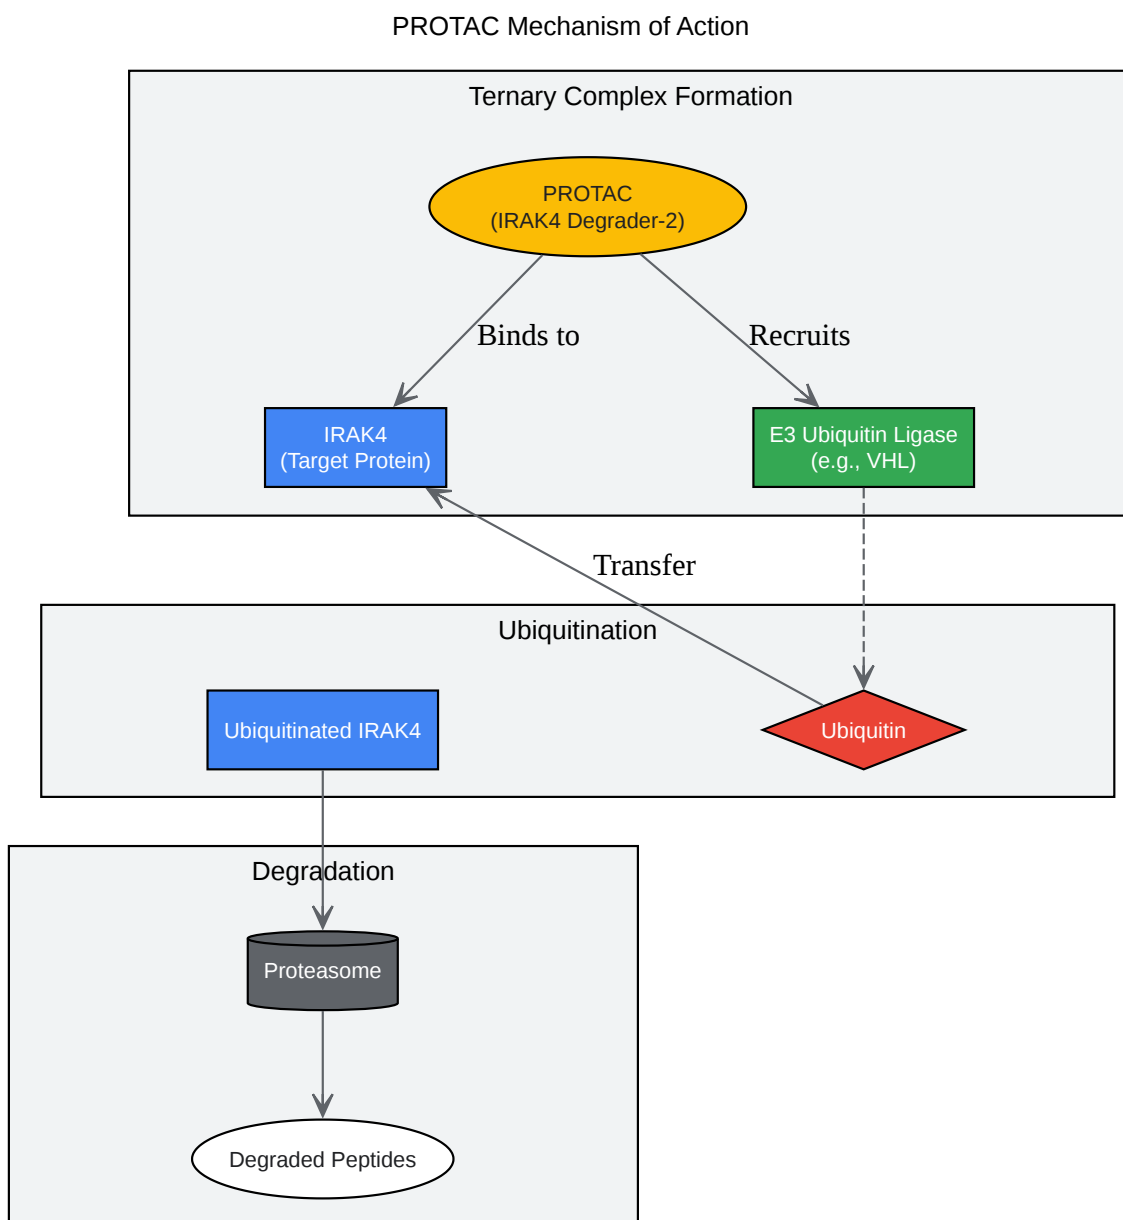 PROTAC Mechanism of Action
Ternary Complex Formation
PROTAC
(IRAK4 Degrader-2)
Binds to
Recruits
IRAK4
(Target Protein)
E3 Ubiquitin Ligase
(e.g., VHL)
Transfer
Ubiquitination
Ubiquitinated IRAK4
Ubiquitin
Degradation
Proteasome
Degraded Peptides